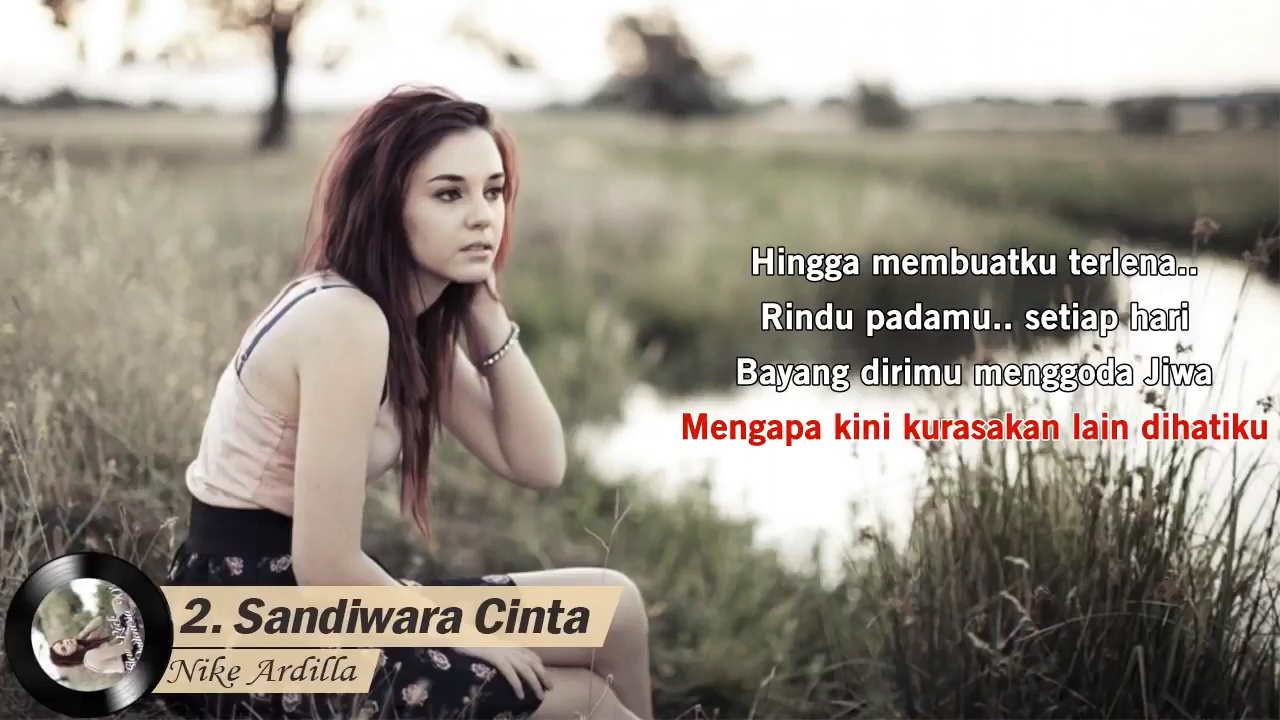 Hingga membuatku terlena..
Rindu padamu.. setiap hari
Bayang dirimu menggoda Jiwa
Mengapa kini kurasakan lain dihatiku
2. Sandiwara Cinta
Nike Ardilla